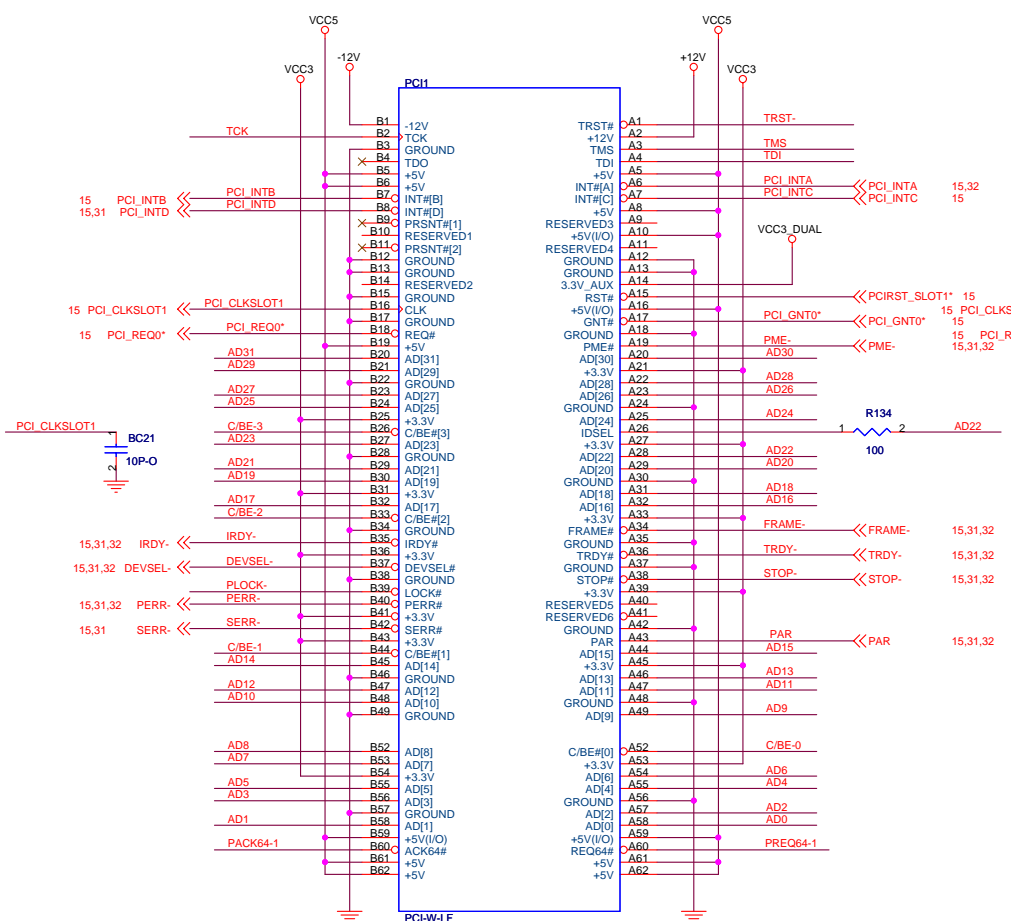 VCC5 VCC5
-12V +12V
VCC3 VCC3
PCI1
B1 -12V TRST# A1 TRST-
TCK B2 TCK +12V A2
B3 GROUND TMS A3 TMS
B4 TDO TDI A4 TDI
B5 +5V +5V A5
B6 +5V INT#[A] A6 PCI_INTA PCI_INTA 15,32
15 PCI_INTB PCI_INTB B7 INT#[B] INT#[C] A7 PCI_INTC PCI_INTC 15
15,31 PCI_INTD PCI_INTD B8 INT#[D] +5V A8
B9 PRSNT#[1] RESERVED3 A9
B10 RESERVED1 +5V(I/O) A10 VCC3_DUAL
B11 PRSNT#[2] RESERVED4 A11
B12 GROUND GROUND A12
B13 GROUND GROUND A13
B14 RESERVED2 3.3V_AUX A14
B15 GROUND RST# A15 PCIRST_SLOT1* 15
15 PCI_CLKSLOT1 PCI_CLKSLOT1 B16 CLK +5V(I/O) A16 15 PCI_CLKS
B17 GROUND GNT# A17 PCI_GNT0* PCI_GNT0* 15
15 PCI_REQ0* PCI_REQ0* B18 REQ# GROUND A18 15 PCI_R
B19 +5V PME# A19 PME- PME- 15,31,32
AD31 B20 AD[31] AD[30] A20 AD30
AD29 B21 AD[29] +3.3V A21
B22 GROUND AD[28] A22 AD28
AD27 B23 AD[27] AD[26] A23 AD26
AD25 B24 AD[25] GROUND A24
B25 +3.3V AD[24] A25 AD24 R134
PCI_CLKSLOT1 1 C/BE-3 B26 C/BE#[3] IDSEL A26 1 2 AD22
BC21 AD23 B27 AD[23] +3.3V A27 100
B28 GROUND AD[22] A28 AD22
10P-O AD21 B29 AD[21] AD[20] A29 AD20
2 AD19 B30 AD[19] GROUND A30
B31 +3.3V AD[18] A31 AD18
AD17 B32 AD[17] AD[16] A32 AD16
C/BE-2 B33 C/BE#[2] +3.3V A33
B34 GROUND FRAME# A34 FRAME- FRAME- 15,31,32
15,31,32 IRDY- IRDY- B35 IRDY# GROUND A35
B36 +3.3V TRDY# A36 TRDY- TRDY- 15,31,32
15,31,32 DEVSEL- DEVSEL- B37 DEVSEL# GROUND A37
B38 GROUND STOP# A38 STOP- STOP- 15,31,32
PLOCK- B39 LOCK# +3.3V A39
15,31,32 PERR- PERR- B40 PERR# RESERVED5 A40
B41 +3.3V RESERVED6 A41
15,31 SERR- SERR- B42 SERR# GROUND A42
B43 +3.3V PAR A43 PAR PAR 15,31,32
C/BE-1 B44 C/BE#[1] AD[15] A44 AD15
AD14 B45 AD[14] +3.3V A45
B46 GROUND AD[13] A46 AD13
AD12 B47 AD[12] AD[11] A47 AD11
AD10 B48 AD[10] GROUND A48
B49 GROUND AD[9] A49 AD9
AD8 B52 AD[8] C/BE#[0] A52 C/BE-0
AD7 B53 AD[7] +3.3V A53
B54 +3.3V AD[6] A54 AD6
AD5 B55 AD[5] AD[4] A55 AD4
AD3 B56 AD[3] GROUND A56
B57 GROUND AD[2] A57 AD2
AD1 B58 AD[1] AD[0] A58 AD0
B59 +5V(I/O) +5V(I/O) A59
PACK64-1 B60 ACK64# REQ64# A60 PREQ64-1
B61 +5V +5V A61
B62 +5V +5V A62
PCI-W-LF